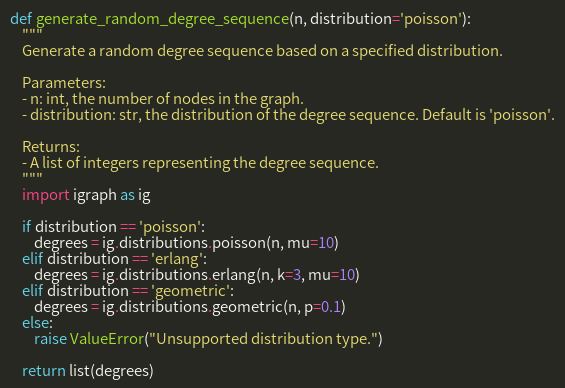 def generate_random_degree_sequence(n, distribution='poisson'):
    """
    Generate a random degree sequence based on a specified distribution.

    Parameters:
    - n: int, the number of nodes in the graph.
    - distribution: str, the distribution of the degree sequence. Default is 'poisson'.

    Returns:
    - A list of integers representing the degree sequence.
    """
    import igraph as ig

    if distribution == 'poisson':
        degrees = ig.distributions.poisson(n, mu=10)
    elif distribution == 'erlang':
        degrees = ig.distributions.erlang(n, k=3, mu=10)
    elif distribution == 'geometric':
        degrees = ig.distributions.geometric(n, p=0.1)
    else:
        raise ValueError("Unsupported distribution type.")

    return list(degrees)